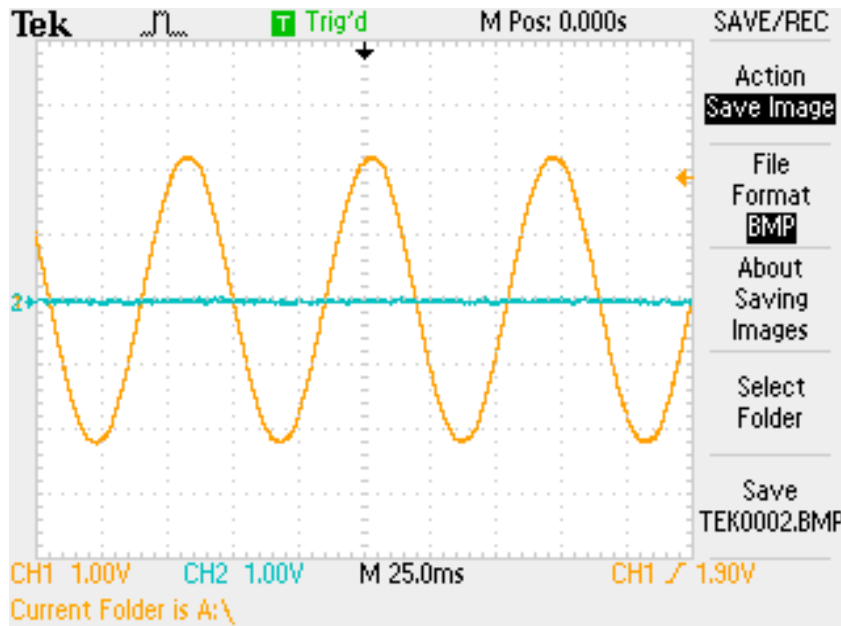 Tek T Trig'd M Pos: 0.000s SAVE/REC
Action
Save Image
File
Format
BMP
About
Saving
Images
Select
Folder
Save
TEK0002.BMP
2
CH1 1.00V CH2 1.00V M 25.0ms CH1 1.90V
Current Folder is A:\